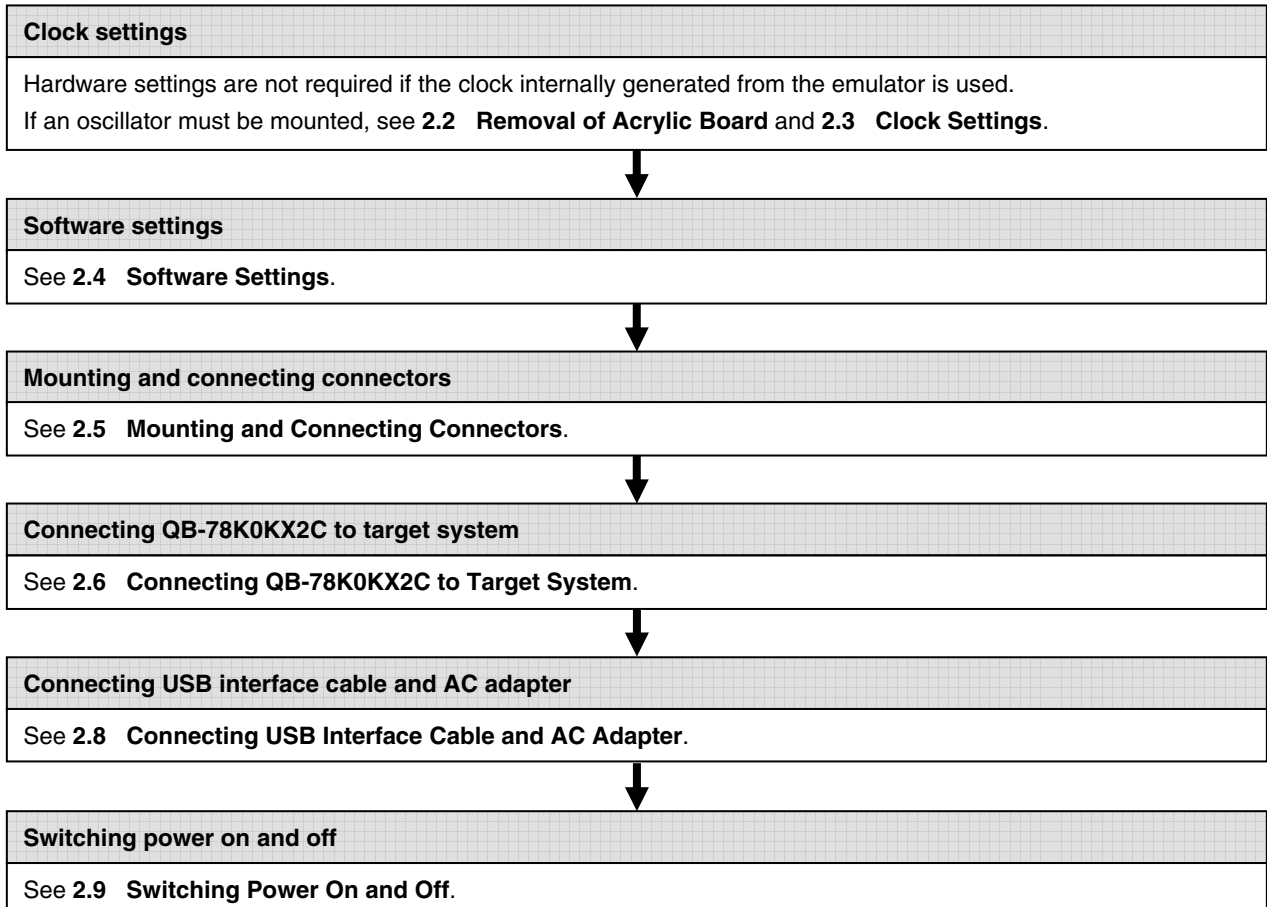 Clock settings
Hardware settings are not required if the clock internally generated from the emulator is used.
If an oscillator must be mounted, see 2.2 Removal of Acrylic Board and 2.3 Clock Settings.
Software settings
See 2.4 Software Settings.
Mounting and connecting connectors
See 2.5 Mounting and Connecting Connectors.
Connecting QB-78K0KX2C to target system
See 2.6 Connecting QB-78K0KX2C to Target System.
Connecting USB interface cable and AC adapter
See 2.8 Connecting USB Interface Cable and AC Adapter.
Switching power on and off
See 2.9 Switching Power On and Off.